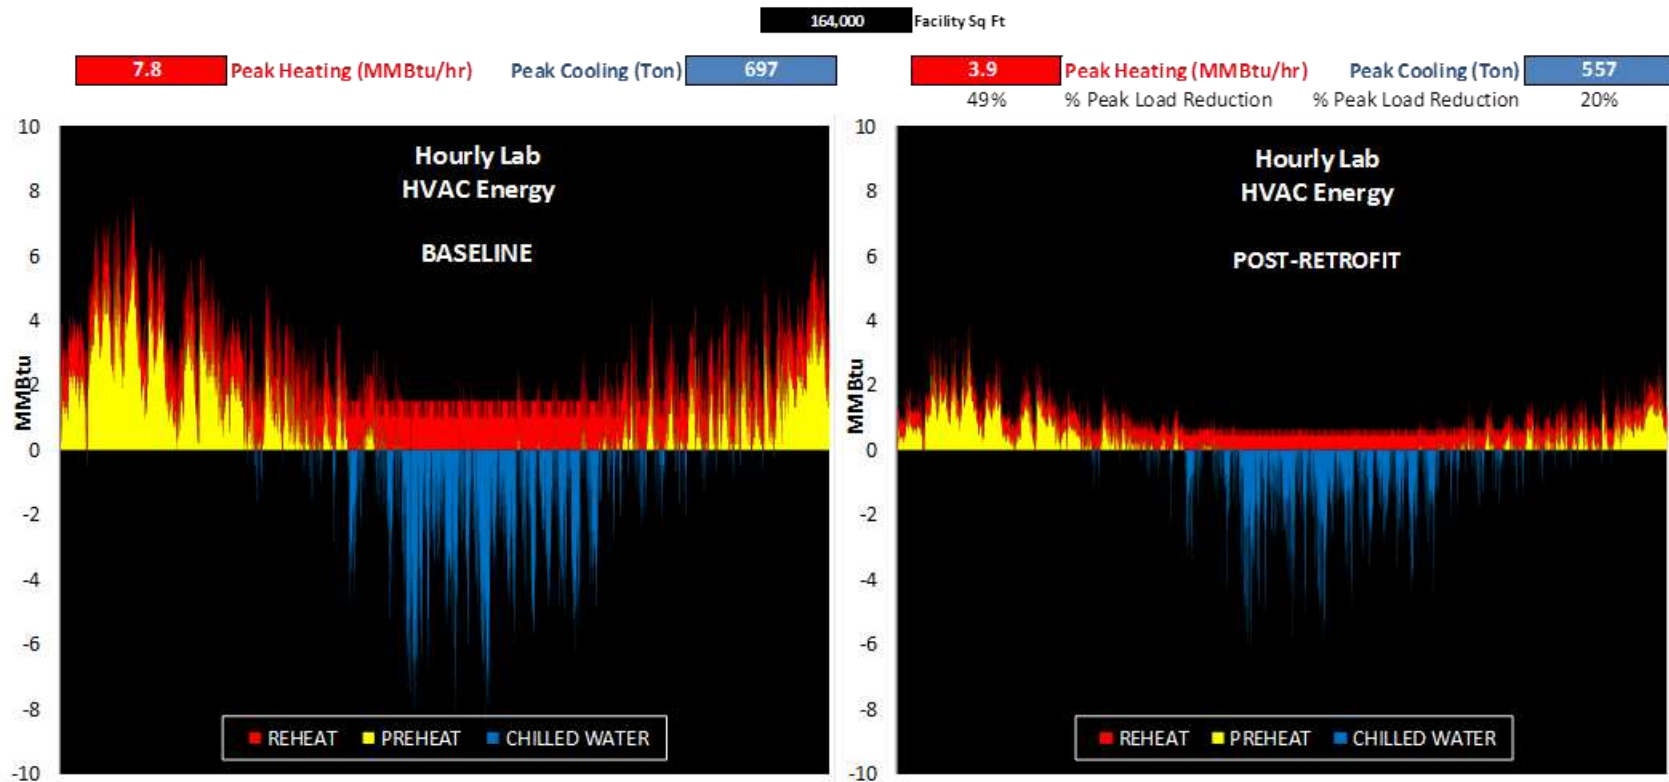 164,000 Facility Sq Ft
7.8 Peak Heating (MMBtu/hr) Peak Cooling (Ton) 697
3.9 Peak Heating (MMBtu/hr) Peak Cooling (Ton) 557
49% % Peak Load Reduction % Peak Load Reduction 20%
Hourly Lab
HVAC Energy
BASELINE
10
8
6
4
2
0
-2
-4
-6
-8
-10
MMBtu
REHEAT PREHEAT CHILLED WATER
Hourly Lab
HVAC Energy
POST-RETROFIT
10
8
6
4
2
0
-2
-4
-6
-8
-10
MMBtu
REHEAT PREHEAT CHILLED WATER